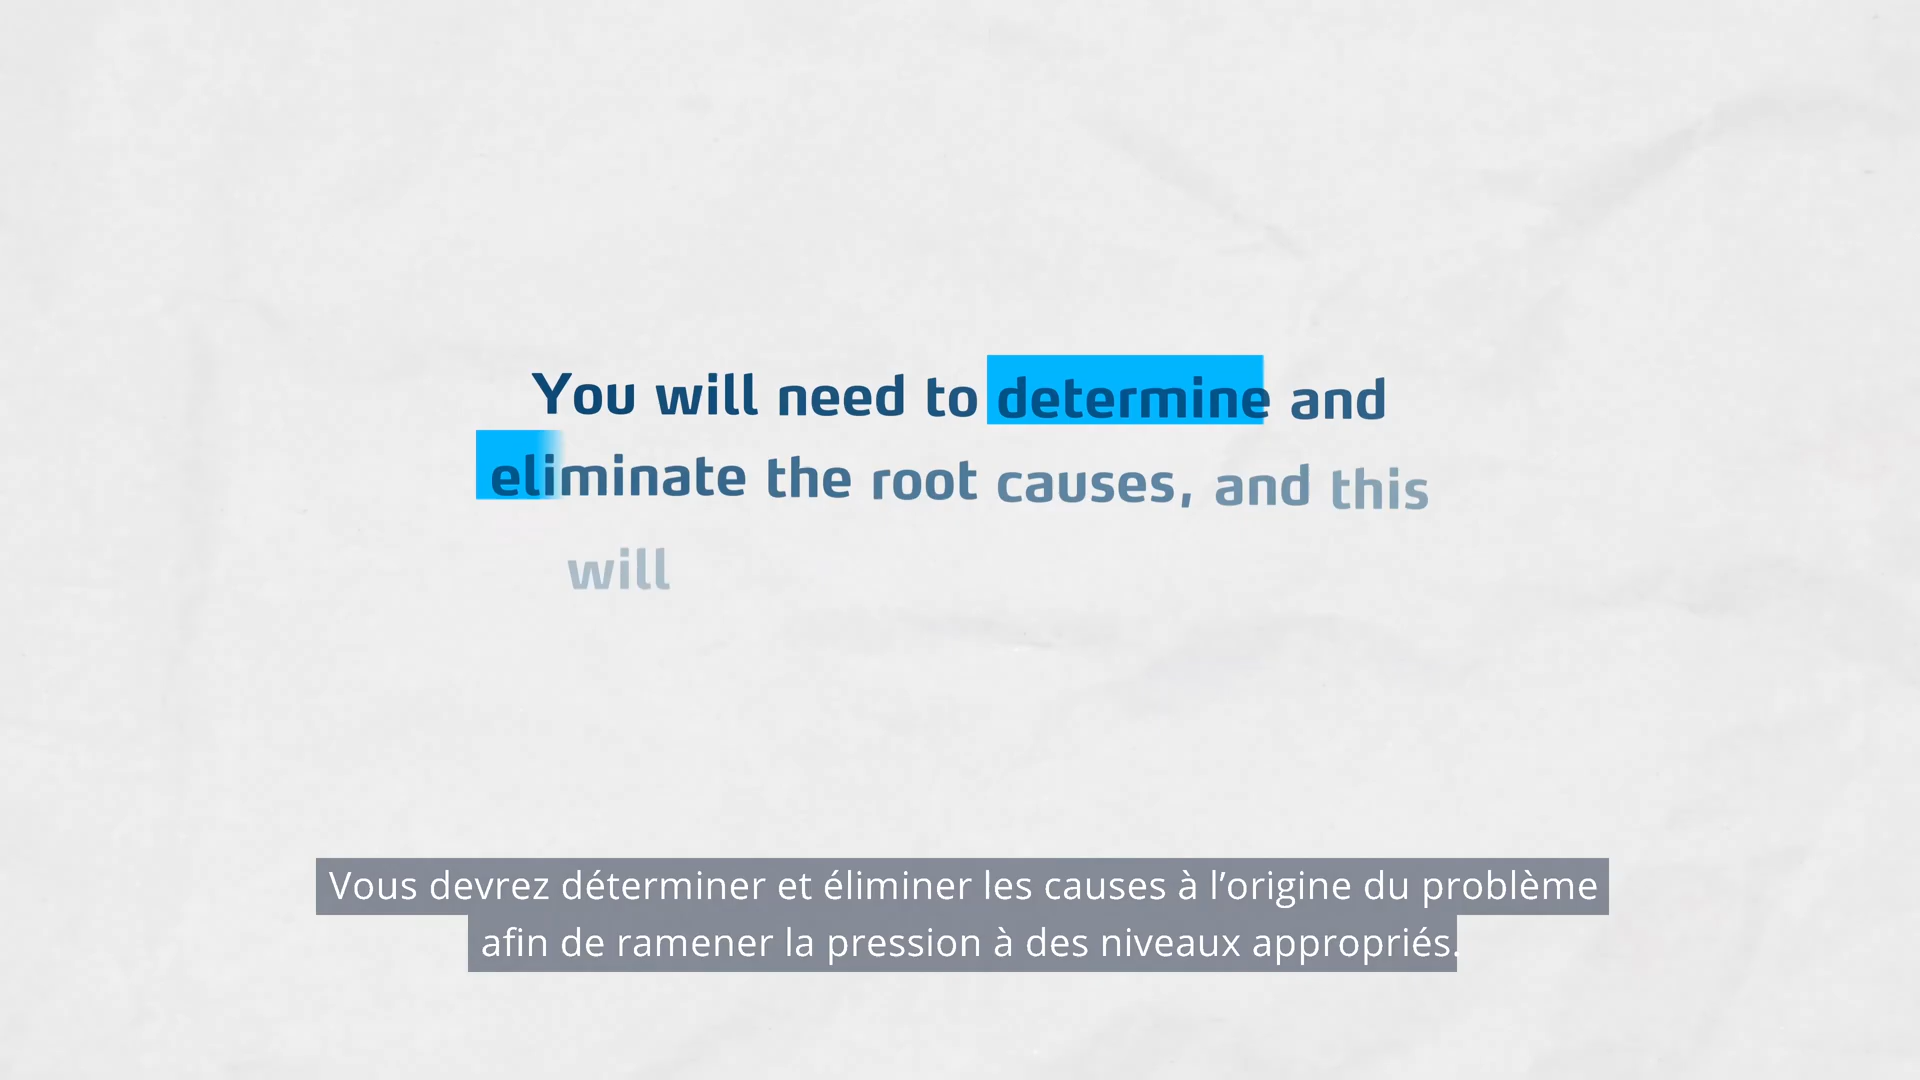 You will need to determine and
eliminate the root causes, and this
will
Vous devrez déterminer et éliminer les causes à l’origine du problème
afin de ramener la pression à des niveaux appropriés.